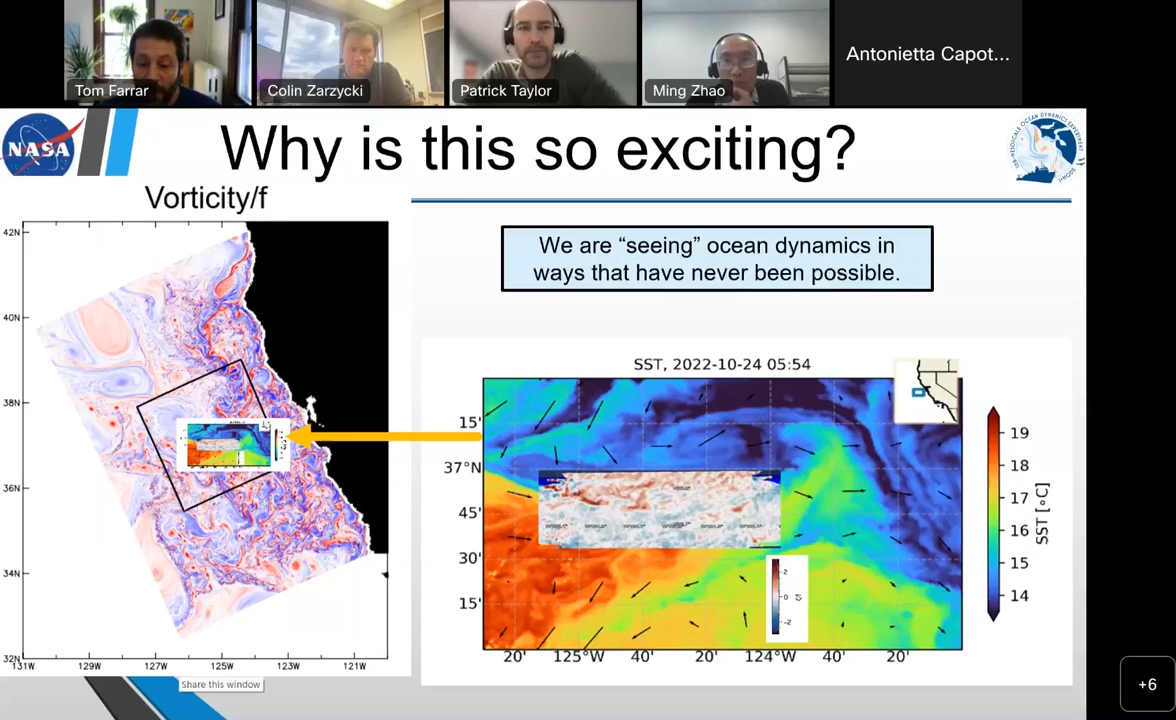 Tom Farrar
Colin Zarzycki
Patrick Taylor
Ming Zhao
Antonietta Capot...
NASA
Why is this so exciting?
Vorticity/f
We are “seeing” ocean dynamics in
ways that have never been possible.
42N
40N
38N
36N
34N
32N
131W 129W 127W 125W 123W 121W
SST, 2022-10-24 05:54
15'
37°N
45'
30'
15'
20' 125°W 40' 20' 124°W 40' 20'
2
0
-2
19
18
17
16
15
14
SST [∘C]
Share this window
+6